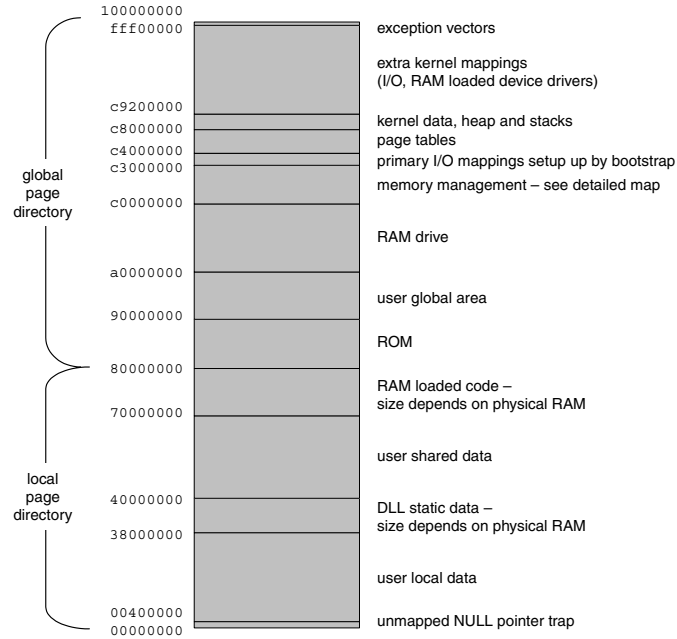 100000000
fff00000
exception vectors
extra kernel mappings
(I/O, RAM loaded device drivers)
c9200000
kernel data, heap and stacks
c8000000
page tables
c4000000
primary I/O mappings setup up by bootstrap
c3000000
memory management – see detailed map
c0000000
global
page
directory
RAM drive
a0000000
user global area
90000000
ROM
80000000
RAM loaded code –
size depends on physical RAM
70000000
user shared data
local
page
directory
40000000
DLL static data –
size depends on physical RAM
38000000
user local data
00400000
unmapped NULL pointer trap
00000000